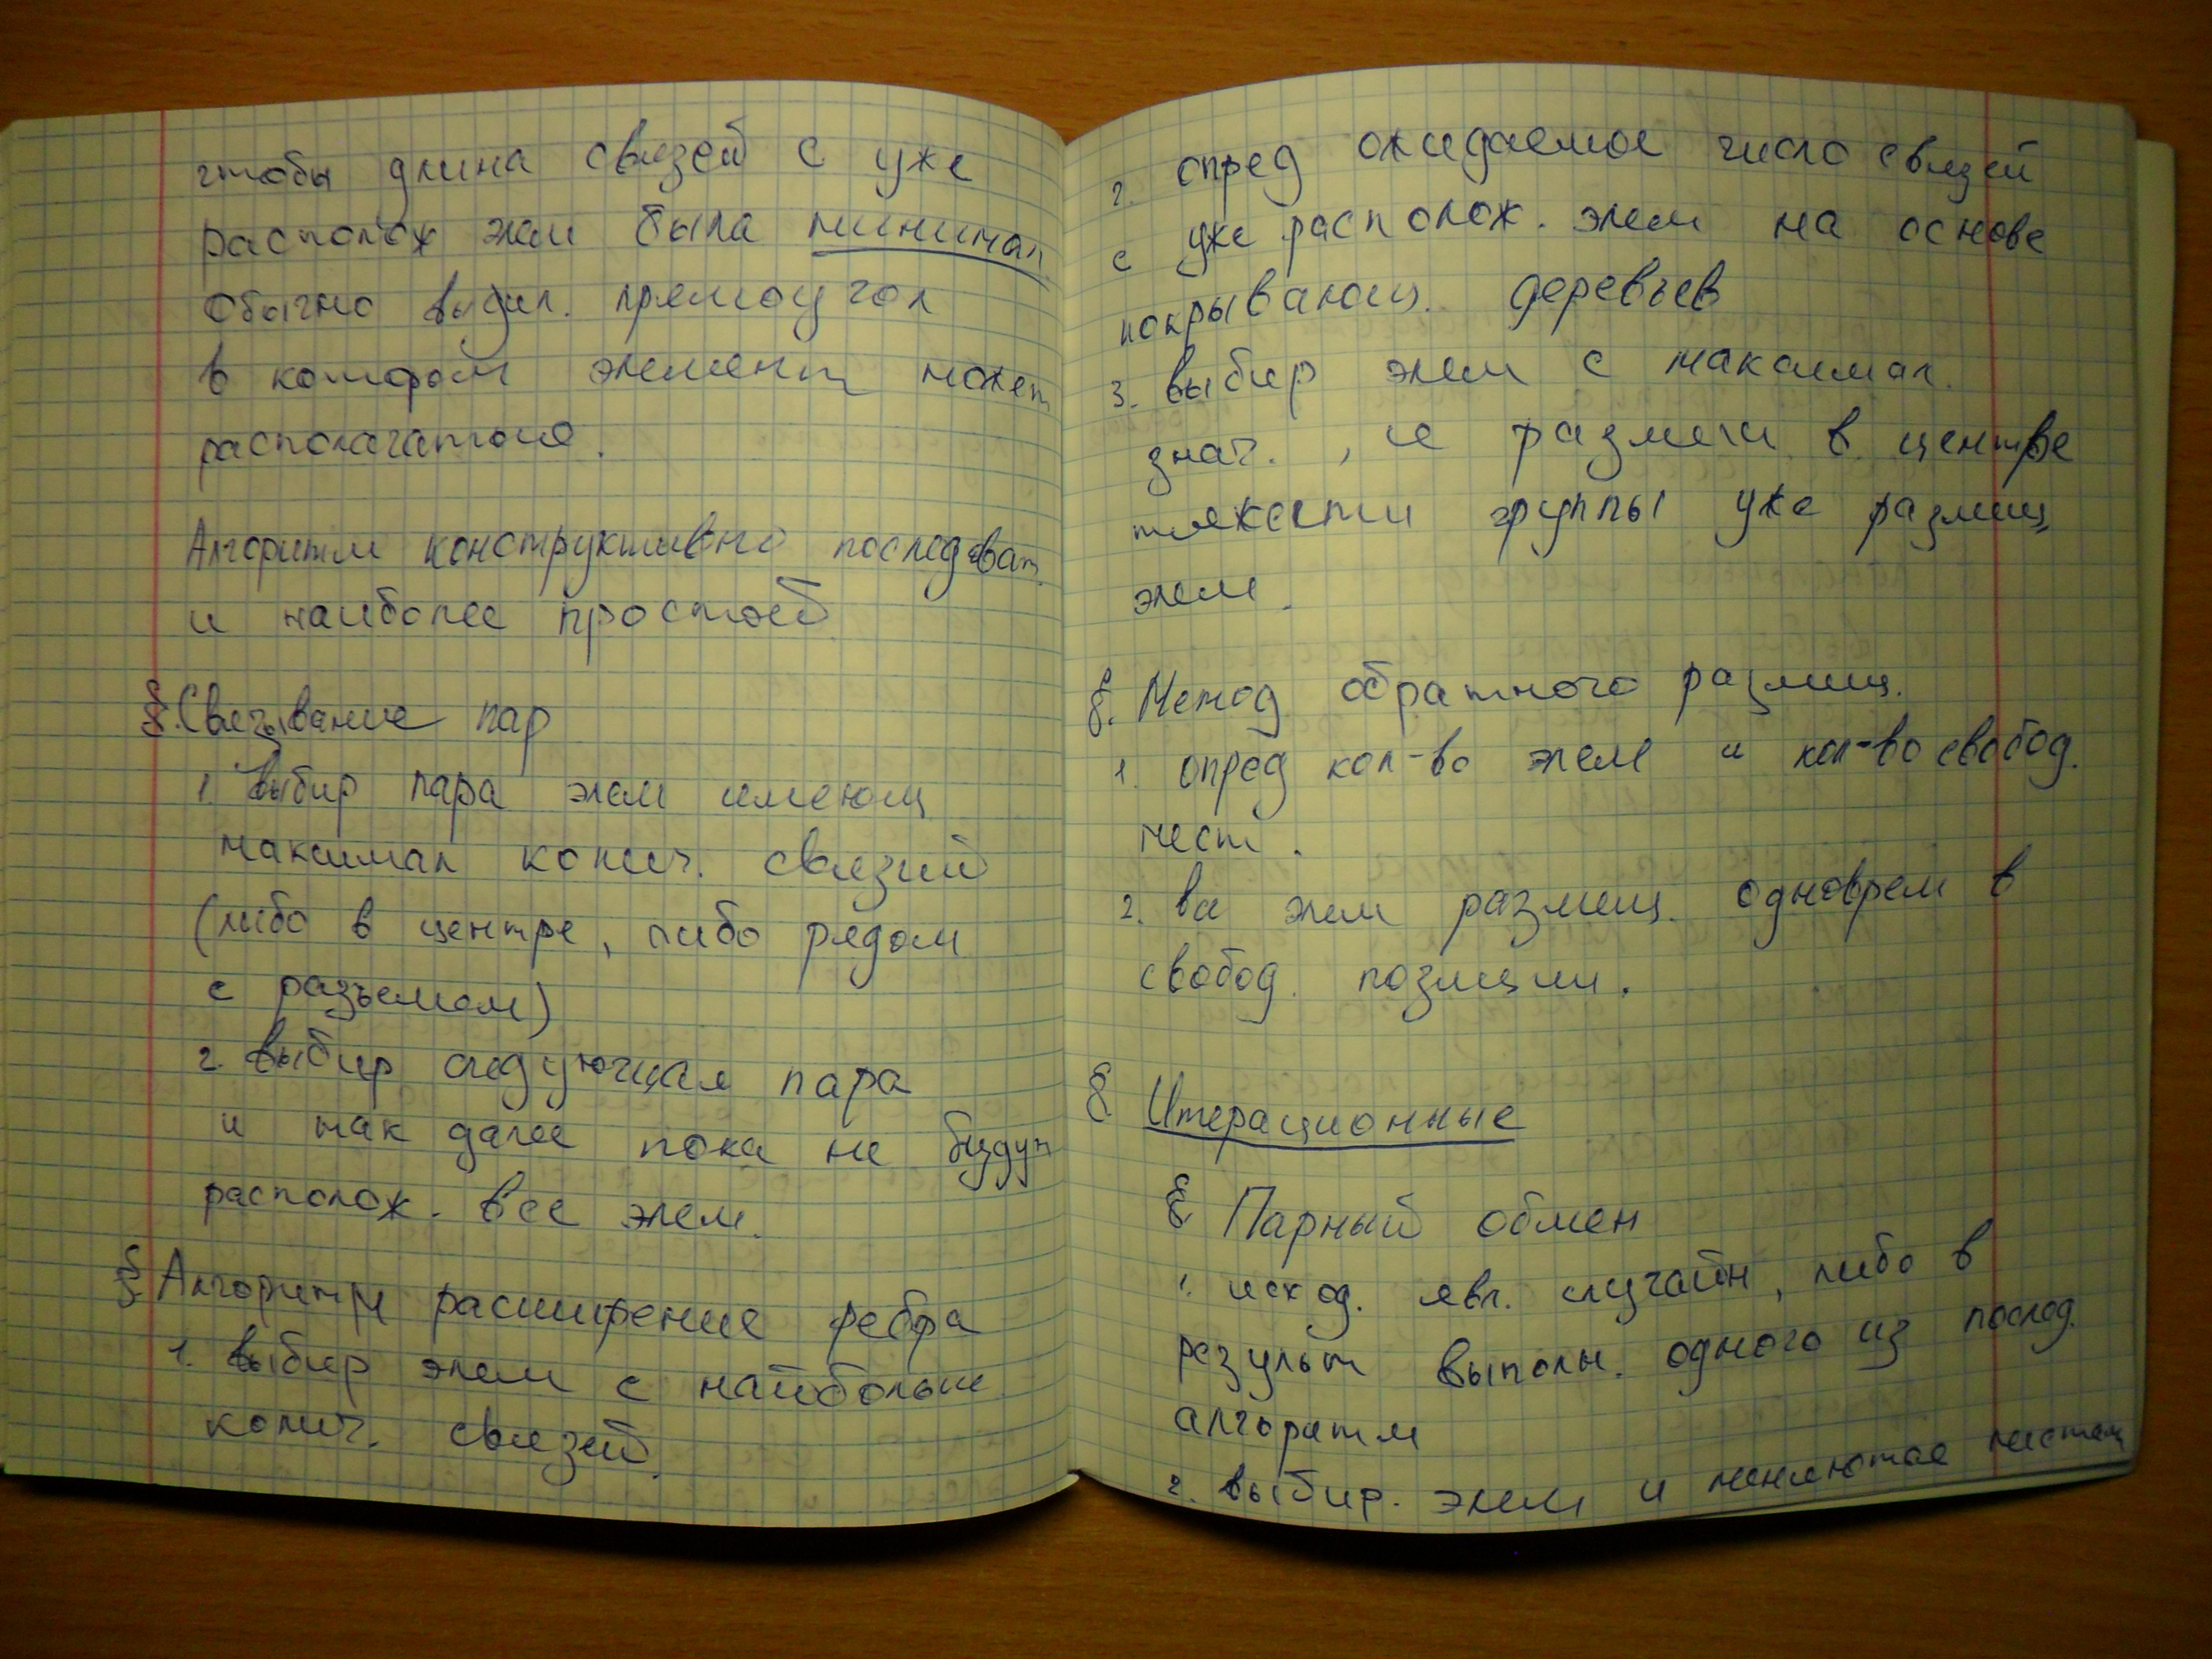 чтобы длина связей с уже
располож элем была минимал.
Обычно выдел. прямоугол
в котором элемент может
располагаться.
Алгоритм конструктивно последоват.
и наиболее простой
§. Связывание пар
1. выбир пара элем имеющ
максимал колич. связий
(либо в центре, либо рядом
с разъемом)
2. выбир следующая пара
и так далее пока не будут
располож. все элем.
§ Алгоритм расширение ребра
1. выбир элем с наибольше
колич. связей.
2. опред ожидаемое число связей
с уже располож. элем на основе
покрывающ. деревьев
3. выбир элем с максимал.
знач., и размещ в центре
тяжести группы уже размещ
элем.
§. Метод обратного размещ.
1. опред кол-во элем и кол-во свобод.
мест.
2. все элем размещ. одноврем в
свобод. позиции.
§ Итерационные
§ Парный обмен
1. исход. явл. случайн, либо в
результ выполн. одного из послед.
алгоритм
2. выбир. элем и меняются местам